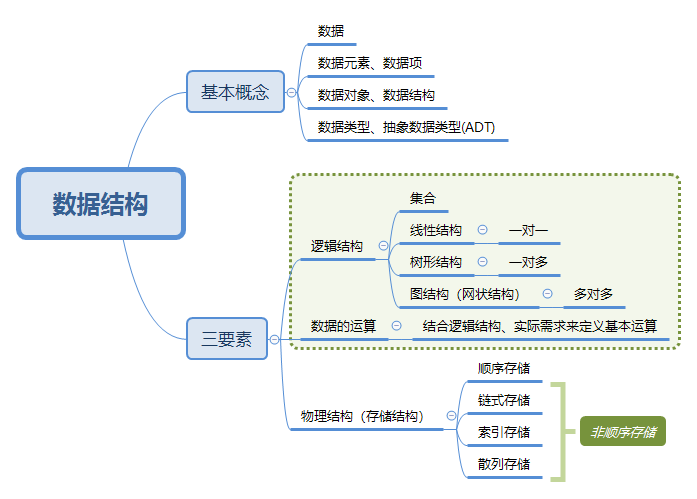 数据结构
基本概念
数据
数据元素、数据项
数据对象、数据结构
数据类型、抽象数据类型(ADT)
三要素
逻辑结构
集合
线性结构
一对一
树形结构
一对多
图结构（网状结构）
多对多
数据的运算
结合逻辑结构、实际需求来定义基本运算
物理结构（存储结构）
顺序存储
链式存储
索引存储
散列存储
非顺序存储